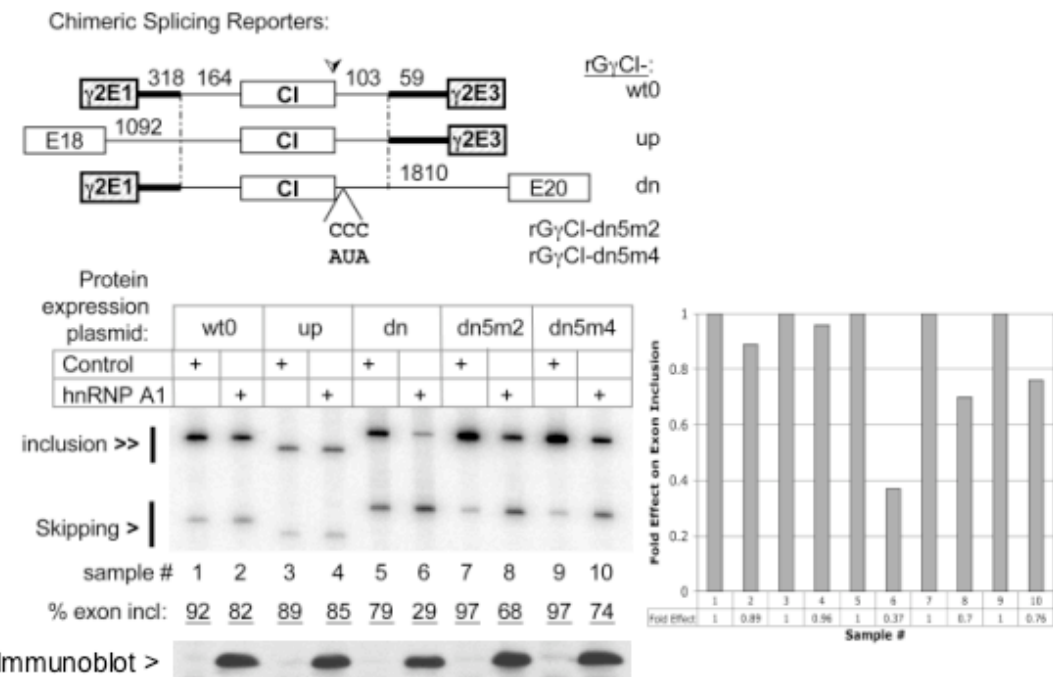 Chimeric Splicing Reporters:
γ2E1 318 164 CI 103 59 γ2E3
rGγCI-:
wt0
E18 1092 CI γ2E3 up
γ2E1 CI 1810 E20 dn
CCC rGγCI-dn5m2
AUA rGγCI-dn5m4
Protein
expression
plasmid: wt0 up dn dn5m2 dn5m4
Control + + + + +
hnRNP A1 + + + + +
inclusion >>
Skipping >
sample # 1 2 3 4 5 6 7 8 9 10
% exon incl: 92 82 89 85 79 29 97 68 97 74
Immunoblot >
Fold Effect on Exon Inclusion
1
0.8
0.6
0.4
0.2
0
1 2 3 4 5 6 7 8 9 10
Fold Effect 1 0.89 1 0.96 1 0.37 1 0.7 1 0.76
Sample #